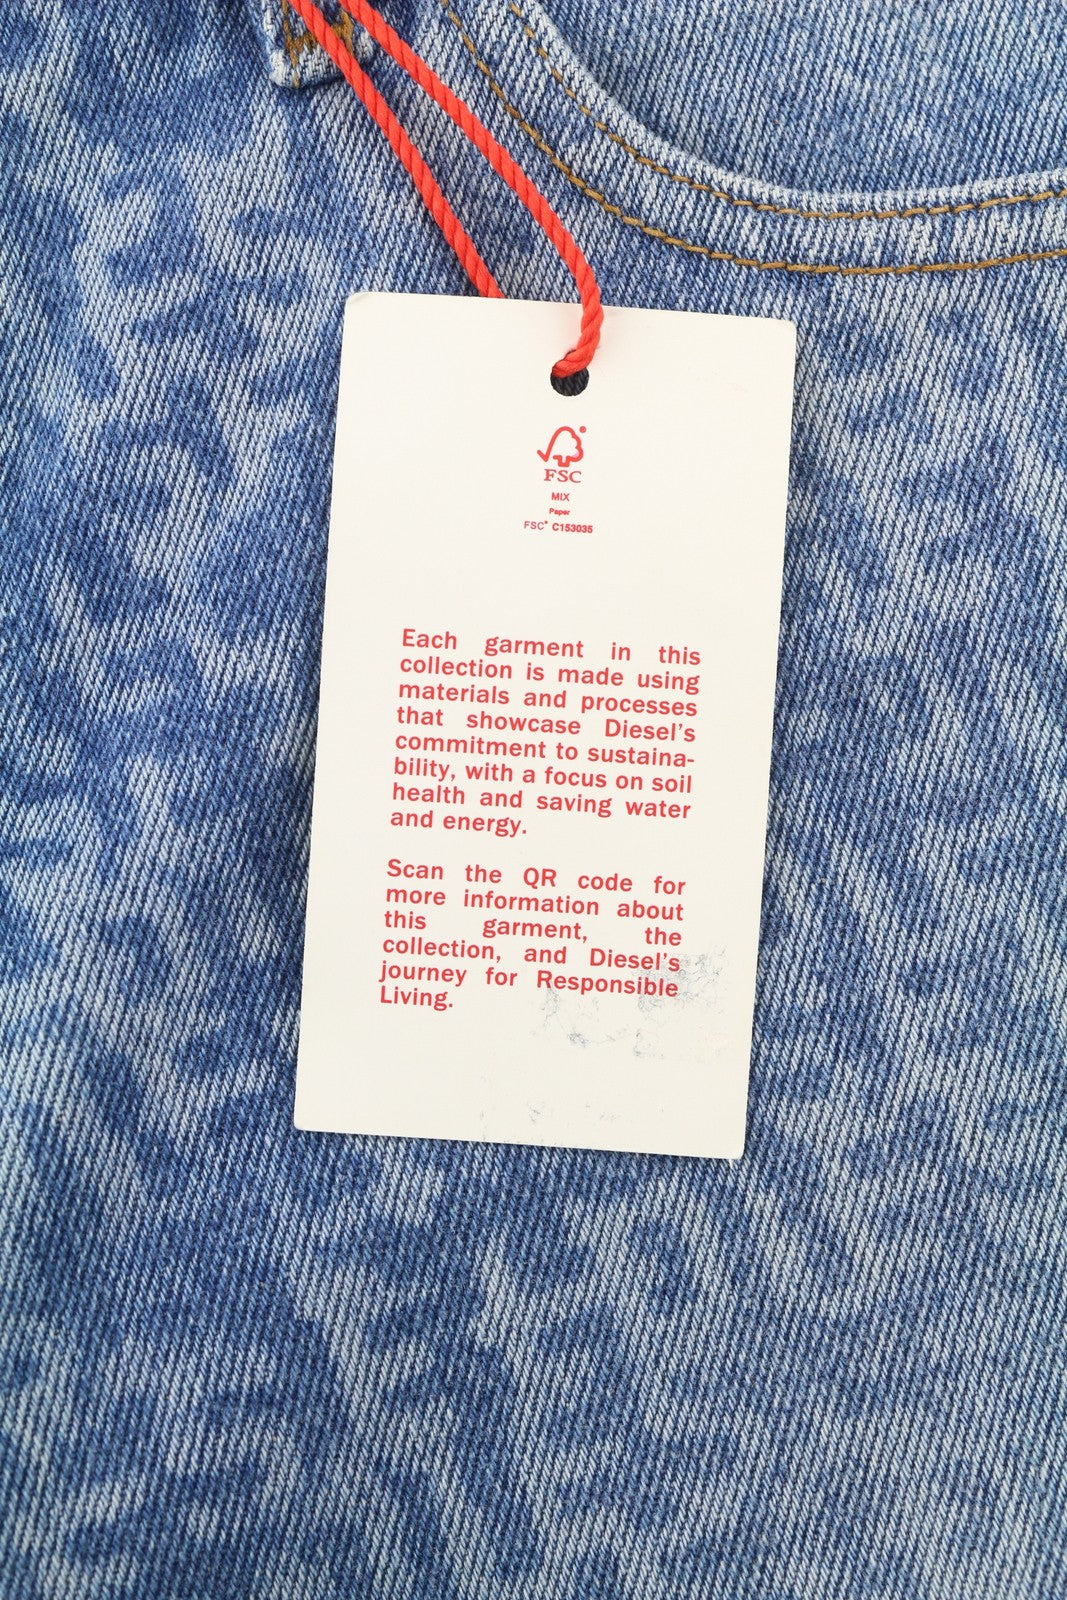 FSC
MIX
Paper
FSC® C153035
Each garment in this
collection is made using
materials and processes
that showcase Diesel's
commitment to sustaina-
bility, with a focus on soil
health and saving water
and energy.
Scan the QR code for
more information about
this garment, the
collection, and Diesel's
journey for Responsible
Living.